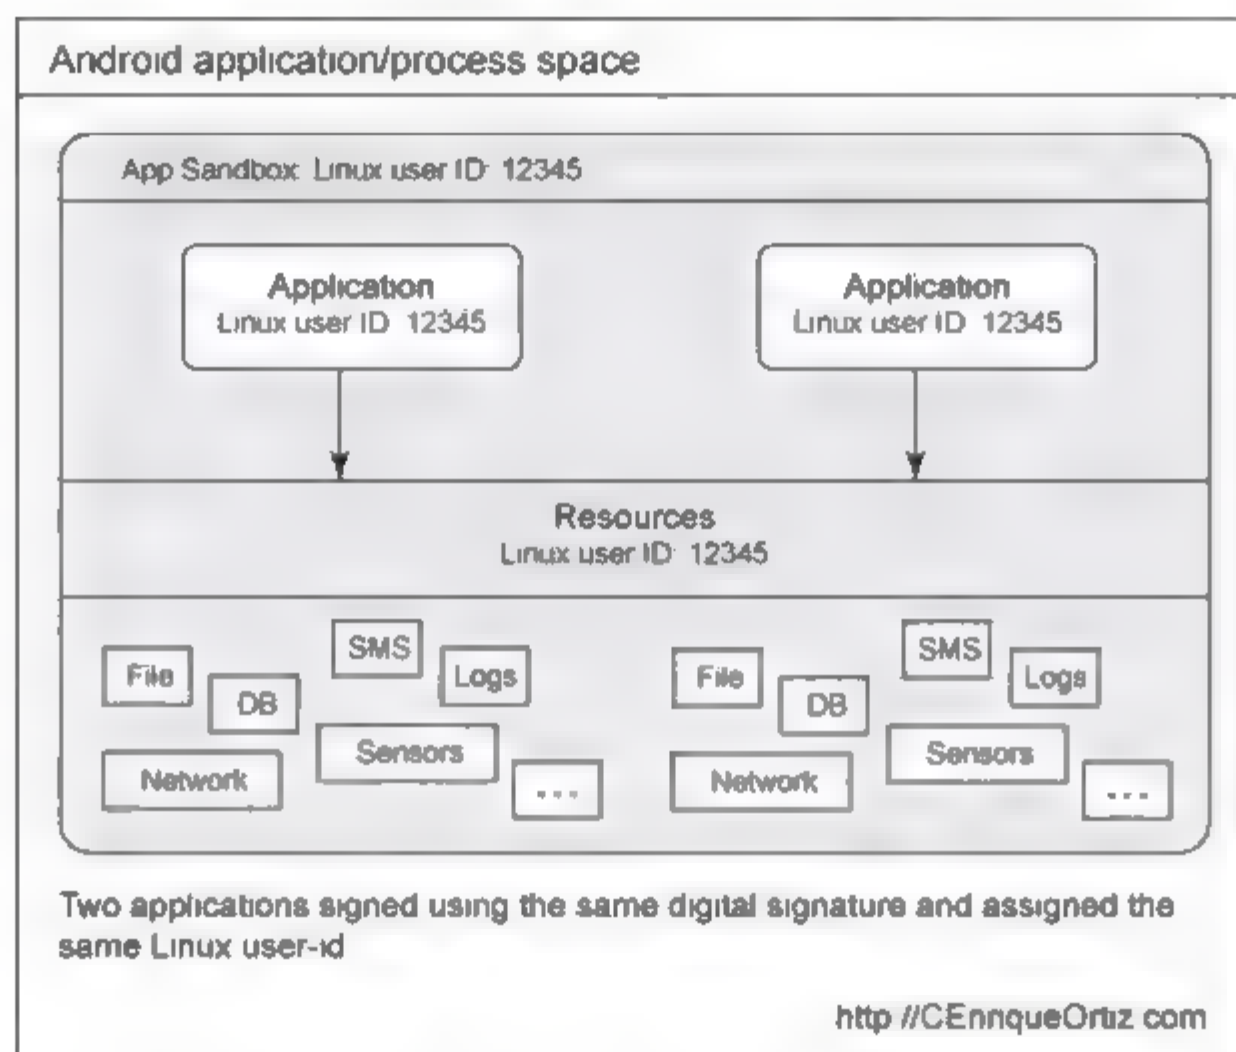 Android application/process space
App Sandbox: Linux user ID: 12345
Application
Linux user ID: 12345
Application
Linux user ID: 12345
Resources
Linux user ID: 12345
File
DB
SMS
Logs
Network
Sensors
...
File
DB
SMS
Logs
Network
Sensors
...
Two applications signed using the same digital signature and assigned the
same Linux user-id
http://CEnriqueOrtiz.com